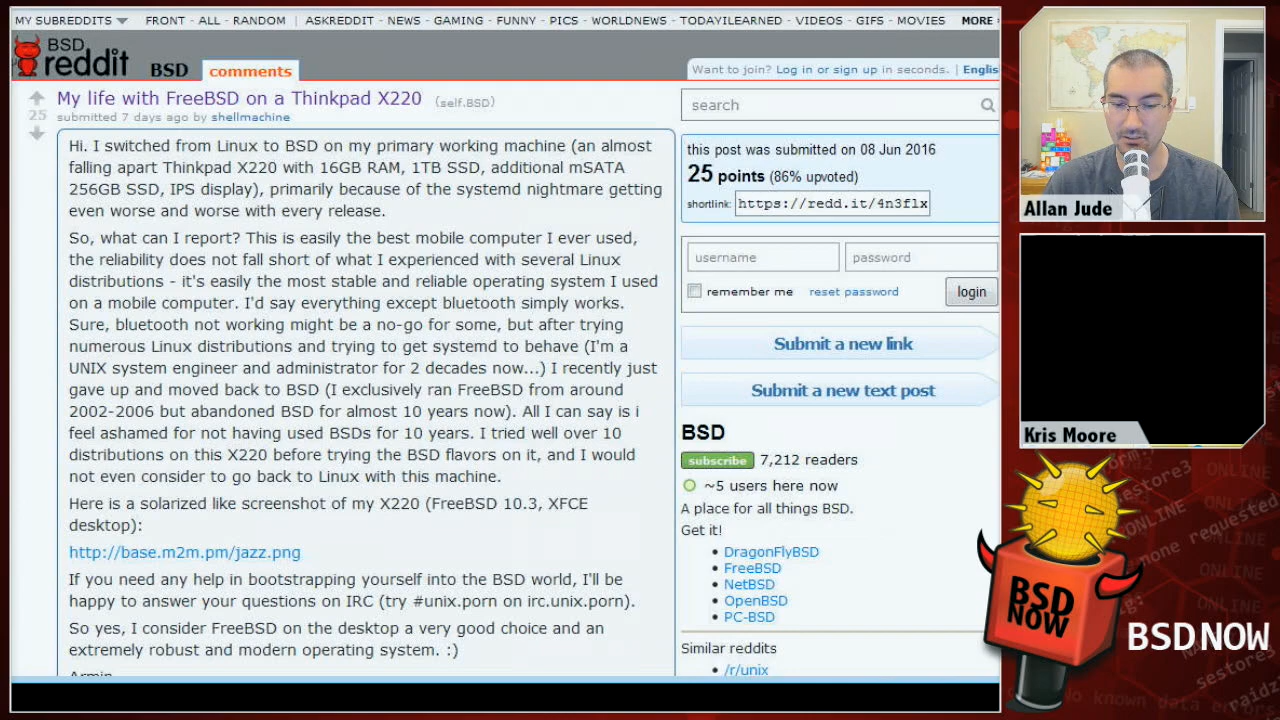 MY SUBREDDITS FRONT - ALL - RANDOM | ASKREDDIT - NEWS - GAMING - FUNNY - PICS - WORLDNEWS - TODAYILEARNED - VIDEOS - GIFS - MOVIES MORE
BSD
reddit BSD comments
Want to join? Log in or sign up in seconds. | Englis
My life with FreeBSD on a Thinkpad X220 (self.BSD)
25
submitted 7 days ago by shellmachine
Hi. I switched from Linux to BSD on my primary working machine (an almost
falling apart Thinkpad X220 with 16GB RAM, 1TB SSD, additional mSATA
256GB SSD, IPS display), primarily because of the systemd nightmare getting
even worse and worse with every release.
So, what can I report? This is easily the best mobile computer I ever used,
the reliability does not fall short of what I experienced with several Linux
distributions - it's easily the most stable and reliable operating system I used
on a mobile computer. I'd say everything except bluetooth simply works.
Sure, bluetooth not working might be a no-go for some, but after trying
numerous Linux distributions and trying to get systemd to behave (I'm a
UNIX system engineer and administrator for 2 decades now...) I recently just
gave up and moved back to BSD (I exclusively ran FreeBSD from around
2002-2006 but abandoned BSD for almost 10 years now). All I can say is i
feel ashamed for not having used BSDs for 10 years. I tried well over 10
distributions on this X220 before trying the BSD flavors on it, and I would
not even consider to go back to Linux with this machine.
Here is a solarized like screenshot of my X220 (FreeBSD 10.3, XFCE
desktop):
http://base.m2m.pm/jazz.png
If you need any help in bootstrapping yourself into the BSD world, I'll be
happy to answer your questions on IRC (try #unix.porn on irc.unix.porn).
So yes, I consider FreeBSD on the desktop a very good choice and an
extremely robust and modern operating system. :)
Armin
search
this post was submitted on 08 Jun 2016
25 points (86% upvoted)
shortlink: https://redd.it/4n3flx
username password
remember me reset password login
Submit a new link
Submit a new text post
BSD
subscribe 7,212 readers
~5 users here now
A place for all things BSD.
Get it!
DragonFlyBSD
FreeBSD
NetBSD
OpenBSD
PC-BSD
Similar reddits
/r/unix
Allan Jude
Kris Moore
BSD
NOW
BSD NOW